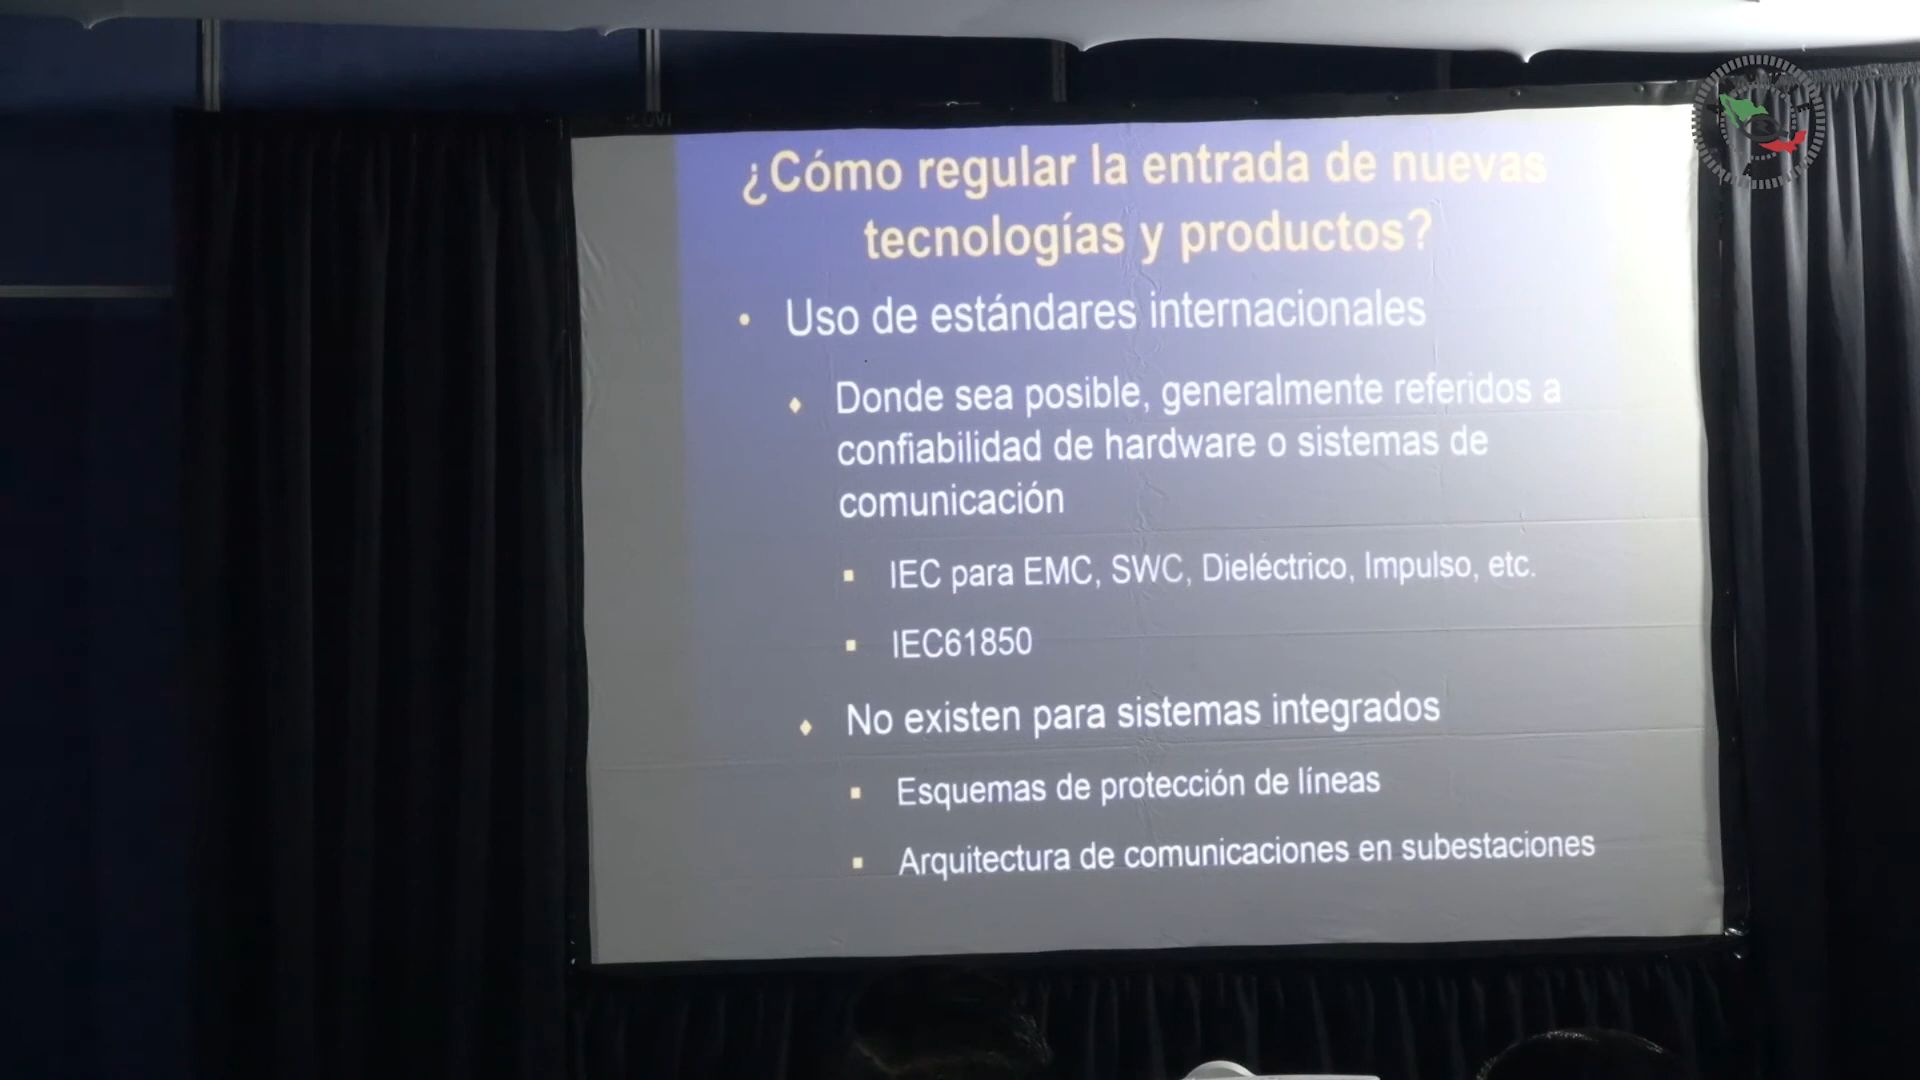 ¿Cómo regular la entrada de nuevas
tecnologías y productos?
• Uso de estándares internacionales
♦ Donde sea posible, generalmente referidos a
confiabilidad de hardware o sistemas de
comunicación
▪ IEC para EMC, SWC, Dieléctrico, Impulso, etc.
▪ IEC61850
♦ No existen para sistemas integrados
▪ Esquemas de protección de líneas
▪ Arquitectura de comunicaciones en subestaciones